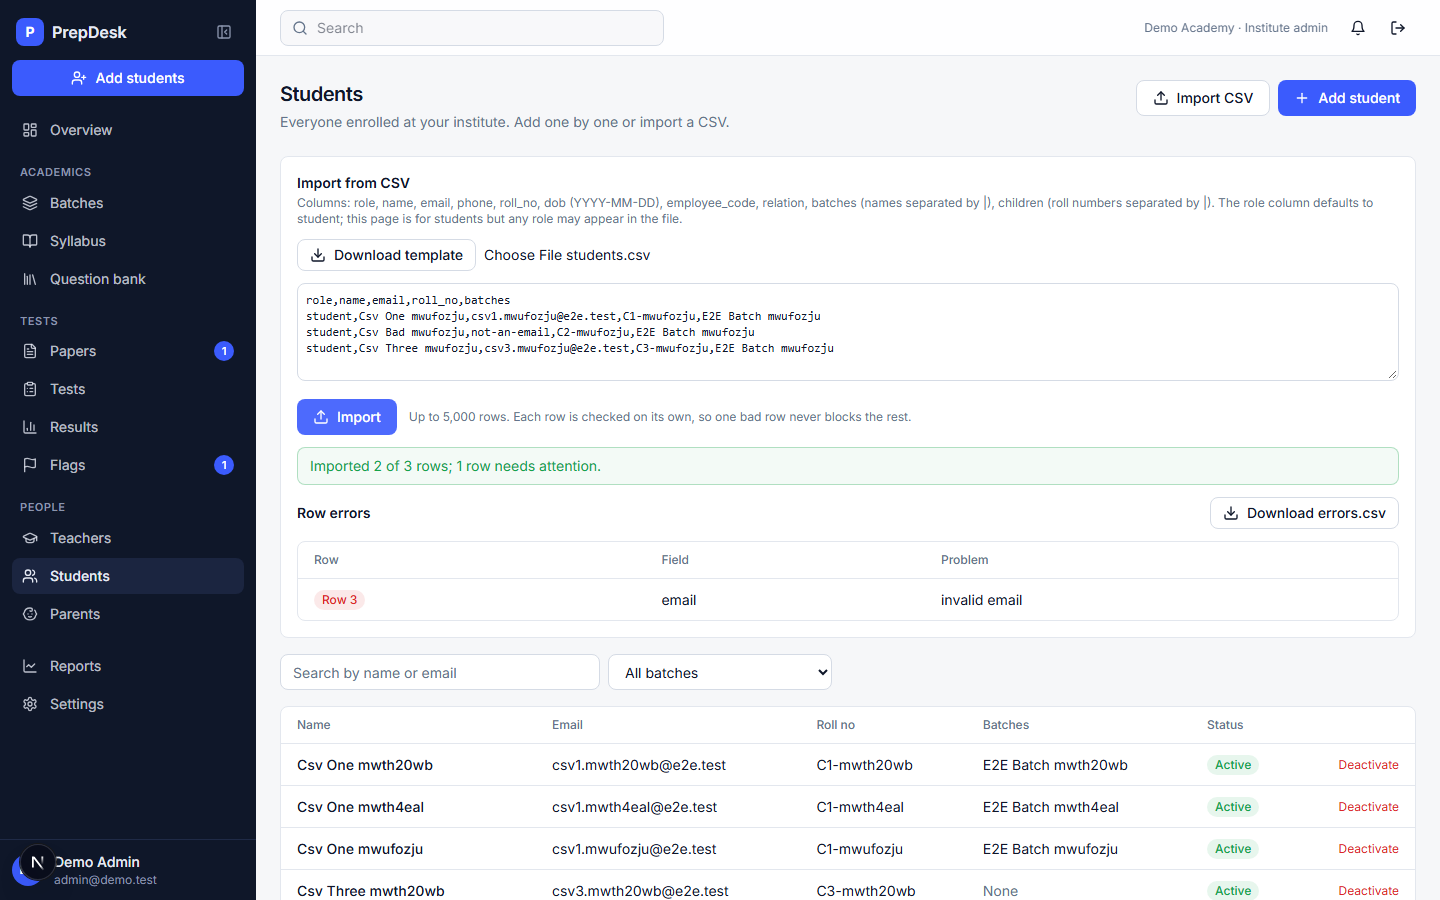 P PrepDesk
Add students
Overview
ACADEMICS
Batches
Syllabus
Question bank
TESTS
Papers 1
Tests
Results
Flags 1
PEOPLE
Teachers
Students
Parents
Reports
Settings
N Demo Admin
admin@demo.test
Search
Demo Academy · Institute admin
Students
Everyone enrolled at your institute. Add one by one or import a CSV.
Import CSV
Add student
Import from CSV
Columns: role, name, email, phone, roll_no, dob (YYYY-MM-DD), employee_code, relation, batches (names separated by |), children (roll numbers separated by |). The role column defaults to
student; this page is for students but any role may appear in the file.
Download template Choose File students.csv
role,name,email,roll_no,batches
student,Csv One mwufozju,csv1.mwufozju@e2e.test,C1-mwufozju,E2E Batch mwufozju
student,Csv Bad mwufozju,not-an-email,C2-mwufozju,E2E Batch mwufozju
student,Csv Three mwufozju,csv3.mwufozju@e2e.test,C3-mwufozju,E2E Batch mwufozju
Import Up to 5,000 rows. Each row is checked on its own, so one bad row never blocks the rest.
Imported 2 of 3 rows; 1 row needs attention.
Row errors Download errors.csv
Row Field Problem
Row 3 email invalid email
Search by name or email All batches
Name Email Roll no Batches Status
Csv One mwth20wb csv1.mwth20wb@e2e.test C1-mwth20wb E2E Batch mwth20wb Active Deactivate
Csv One mwth4eal csv1.mwth4eal@e2e.test C1-mwth4eal E2E Batch mwth4eal Active Deactivate
Csv One mwufozju csv1.mwufozju@e2e.test C1-mwufozju E2E Batch mwufozju Active Deactivate
Csv Three mwth20wb csv3.mwth20wb@e2e.test C3-mwth20wb None Active Deactivate